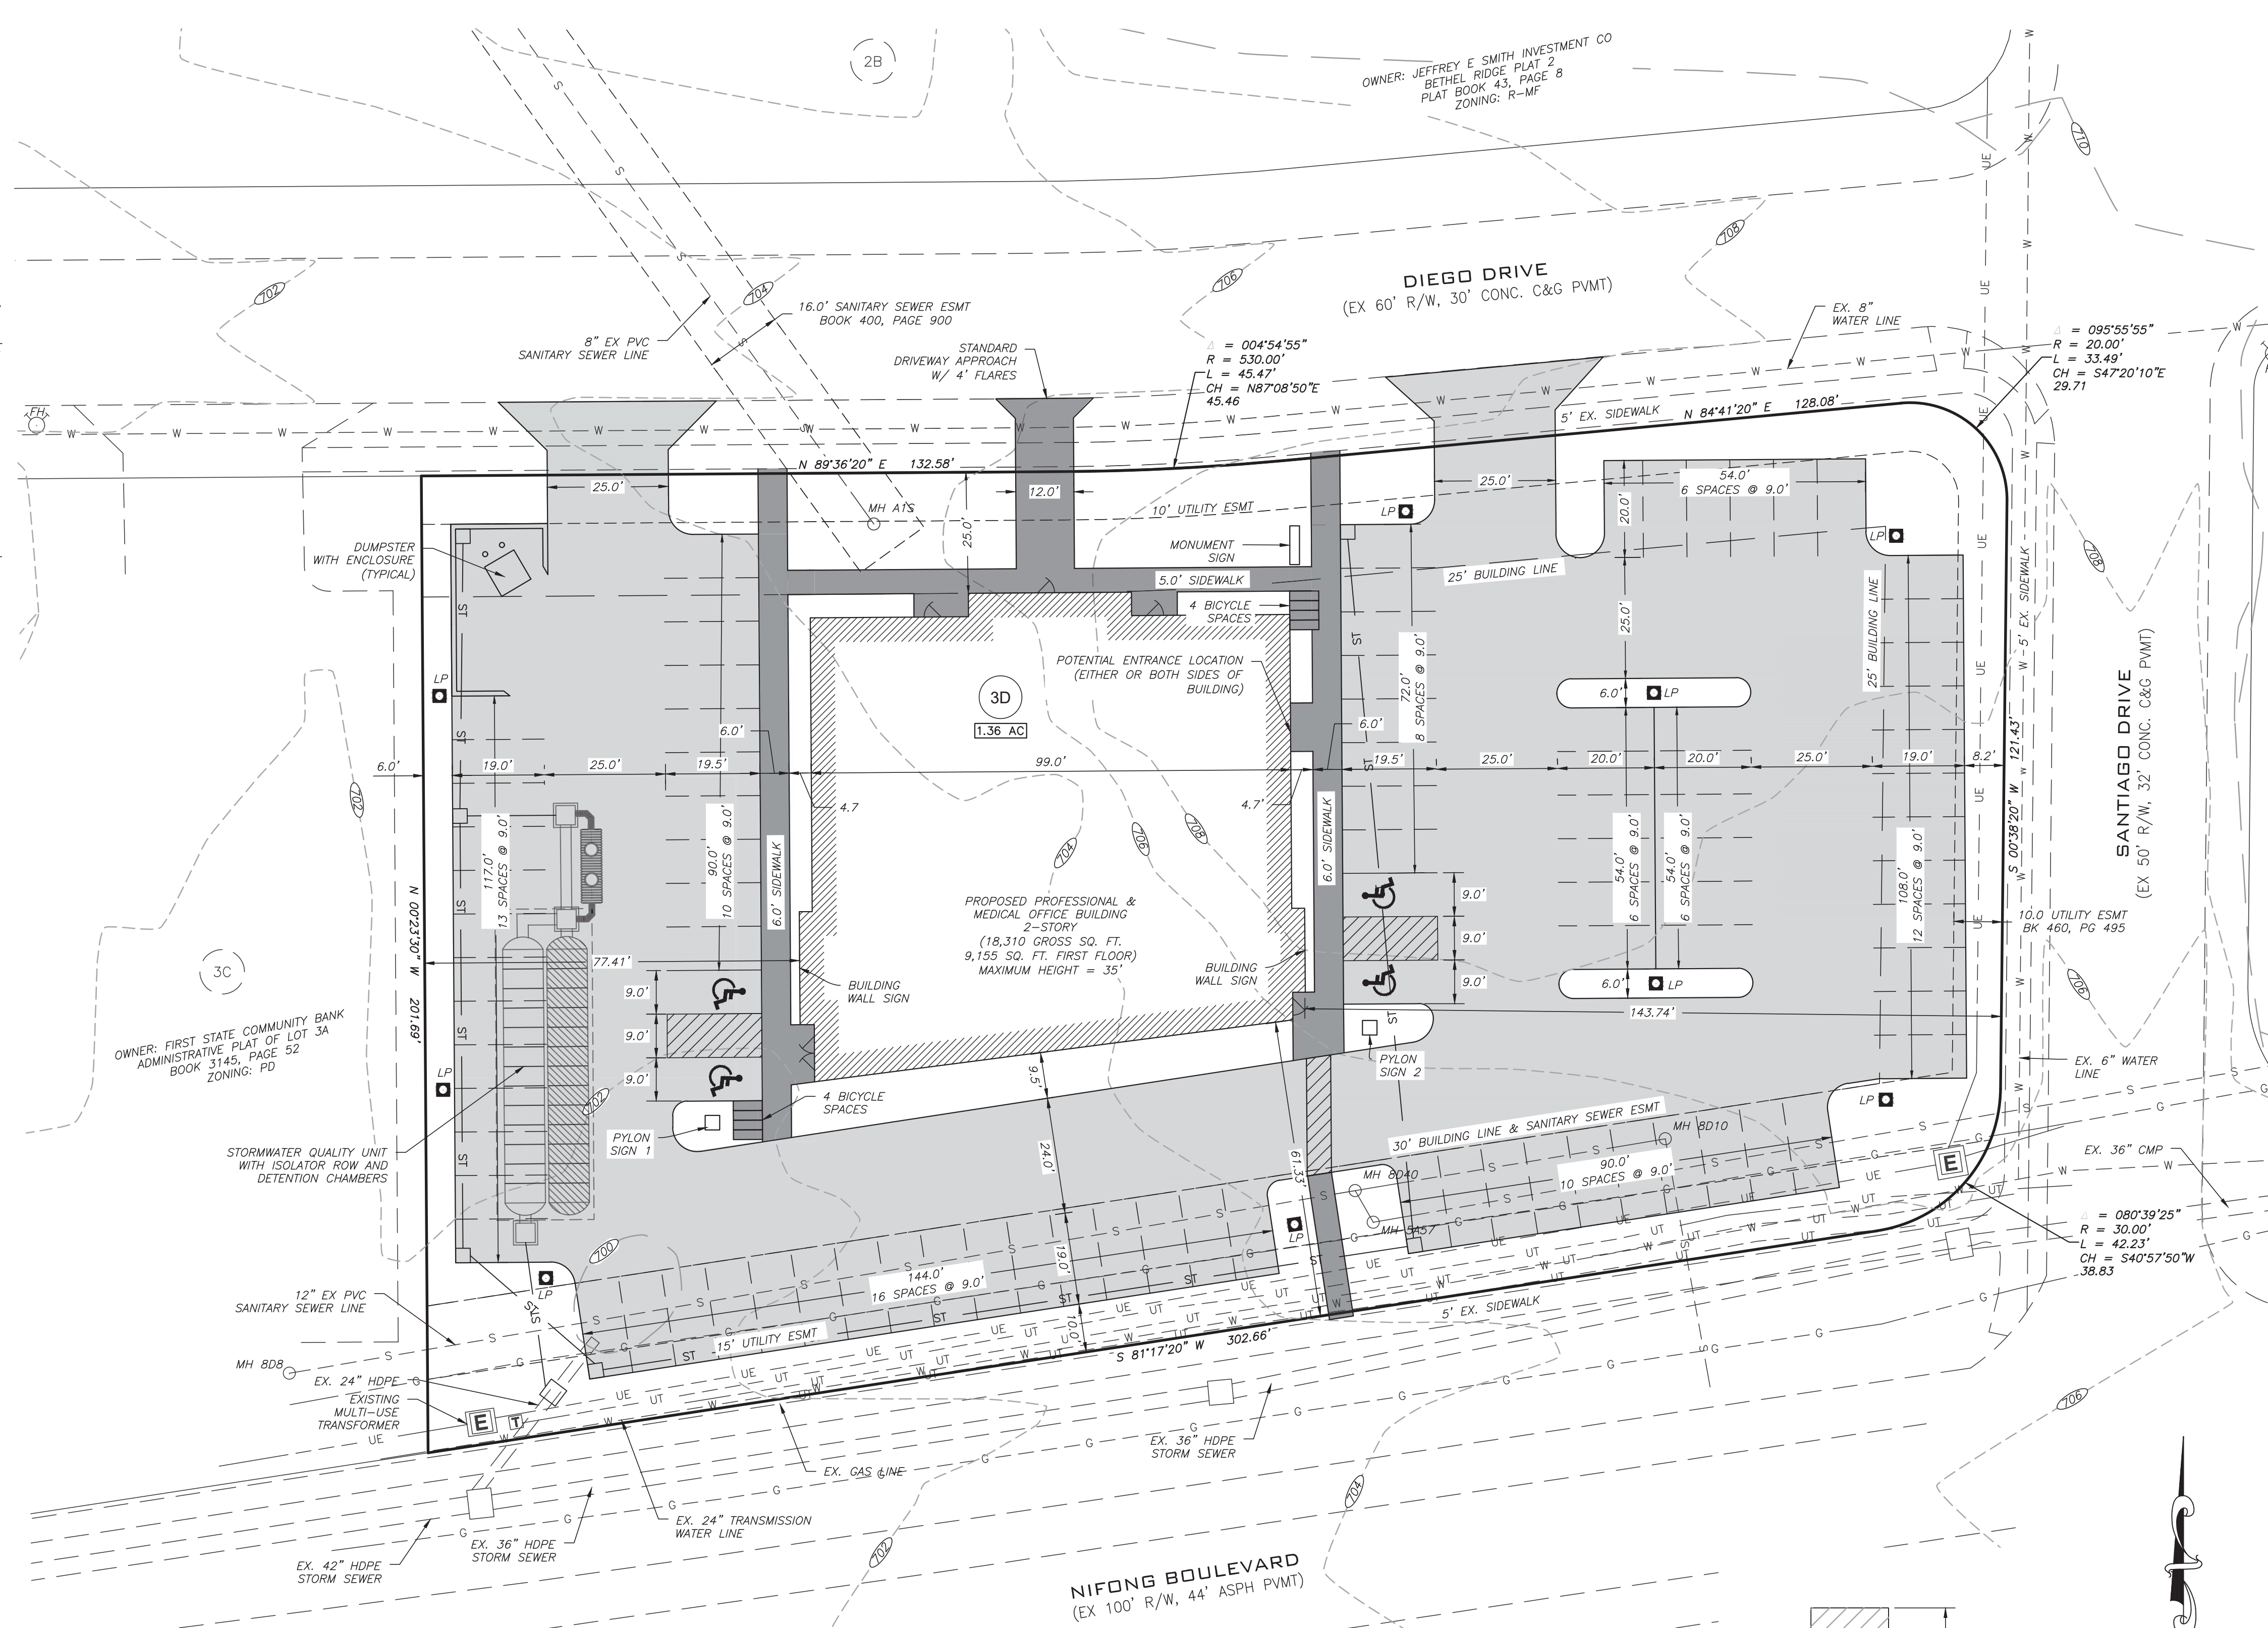 2B
OWNER: JEFFREY E SMITH INVESTMENT CO
BETHEL RIDGE PLAT 2
PLAT BOOK 43, PAGE 8
ZONING: R-MF
710
708
702
704
706
DIEGO DRIVE
(EX 60' R/W, 30' CONC. C&G PVMT)
16.0' SANITARY SEWER ESMT
BOOK 400, PAGE 900
8" EX PVC
SANITARY SEWER LINE
STANDARD
DRIVEWAY APPROACH
W/ 4' FLARES
Δ = 004°54'55"
R = 530.00'
L = 45.47'
CH = N87°08'50"E
45.46
EX. 8"
WATER LINE
Δ = 095°55'55"
R = 20.00'
L = 33.49'
CH = S47°20'10"E
29.71
FH
5' EX. SIDEWALK
N 84°41'20" E 128.08'
N 89°36'20" E 132.58'
25.0'
12.0'
25.0'
54.0'
6 SPACES @ 9.0'
MH A1S
10' UTILITY ESMT
LP
20.0'
LP
DUMPSTER
WITH ENCLOSURE
(TYPICAL)
25.0'
MONUMENT
SIGN
5.0' SIDEWALK
25' BUILDING LINE
25' BUILDING LINE
4 BICYCLE
SPACES
25.0'
708
5' EX. SIDEWALK
POTENTIAL ENTRANCE LOCATION
(EITHER OR BOTH SIDES OF
BUILDING)
72.0'
8 SPACES @ 9.0'
LP
3D
1.36 AC
6.0'
LP
6.0'
6.0'
SANTIAGO DRIVE
(EX 50' R/W, 32' CONC. C&G PVMT)
S 00°38'20" W 121.43'
6.0'
19.0'
25.0'
19.5'
99.0'
19.5'
25.0'
20.0'
20.0'
25.0'
19.0'
8.2'
702
4.7
4.7'
117.0'
13 SPACES @ 9.0'
90.0'
10 SPACES @ 9.0'
6.0' SIDEWALK
704
706
708
6.0' SIDEWALK
54.0'
6 SPACES @ 9.0'
54.0'
6 SPACES @ 9.0'
108.0'
12 SPACES @ 9.0'
N 00°23'30" W 201.69'
PROPOSED PROFESSIONAL &
MEDICAL OFFICE BUILDING
2-STORY
(18,310 GROSS SQ. FT.
9,155 SQ. FT. FIRST FLOOR)
MAXIMUM HEIGHT = 35'
9.0'
9.0'
9.0'
10.0 UTILITY ESMT
BK 460, PG 495
3C
77.41'
BUILDING
WALL SIGN
BUILDING
WALL SIGN
6.0'
LP
706
9.0'
9.0'
9.0'
143.74'
OWNER: FIRST STATE COMMUNITY BANK
ADMINISTRATIVE PLAT OF LOT 3A
BOOK 3145, PAGE 52
ZONING: PD
LP
702
PYLON
SIGN 2
EX. 6" WATER
LINE
9.5'
4 BICYCLE
SPACES
LP
PYLON
SIGN 1
30' BUILDING LINE & SANITARY SEWER ESMT
MH 8D10
STORMWATER QUALITY UNIT
WITH ISOLATOR ROW AND
DETENTION CHAMBERS
24.0'
61.33'
MH 8D40
90.0'
10 SPACES @ 9.0'
E
EX. 36" CMP
MH 5A57
LP
700
19.0'
144.0'
16 SPACES @ 9.0'
Δ = 080°39'25"
R = 30.00'
L = 42.23'
CH = S40°57'50"W
38.83
12" EX PVC
SANITARY SEWER LINE
LP
10.0'
5' EX. SIDEWALK
15' UTILITY ESMT
S 81°17'20" W 302.66'
MH 8D8
EX. 24" HDPE
EXISTING
MULTI-USE
TRANSFORMER
E
T
706
EX. 36" HDPE
STORM SEWER
EX. GAS LINE
704
EX. 24" TRANSMISSION
WATER LINE
EX. 36" HDPE
STORM SEWER
EX. 42" HDPE
STORM SEWER
702
NIFONG BOULEVARD
(EX 100' R/W, 44' ASPH PVMT)